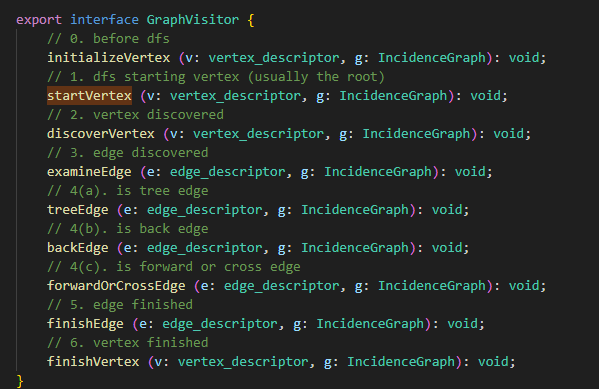 export interface GraphVisitor {
// 0. before dfs
initializeVertex (v: vertex_descriptor, g: IncidenceGraph): void;
// 1. dfs starting vertex (usually the root)
startVertex (v: vertex_descriptor, g: IncidenceGraph): void;
// 2. vertex discovered
discoverVertex (v: vertex_descriptor, g: IncidenceGraph): void;
// 3. edge discovered
examineEdge (e: edge_descriptor, g: IncidenceGraph): void;
// 4(a). is tree edge
treeEdge (e: edge_descriptor, g: IncidenceGraph): void;
// 4(b). is back edge
backEdge (e: edge_descriptor, g: IncidenceGraph): void;
// 4(c). is forward or cross edge
forwardOrCrossEdge (e: edge_descriptor, g: IncidenceGraph): void;
// 5. edge finished
finishEdge (e: edge_descriptor, g: IncidenceGraph): void;
// 6. vertex finished
finishVertex (v: vertex_descriptor, g: IncidenceGraph): void;
}